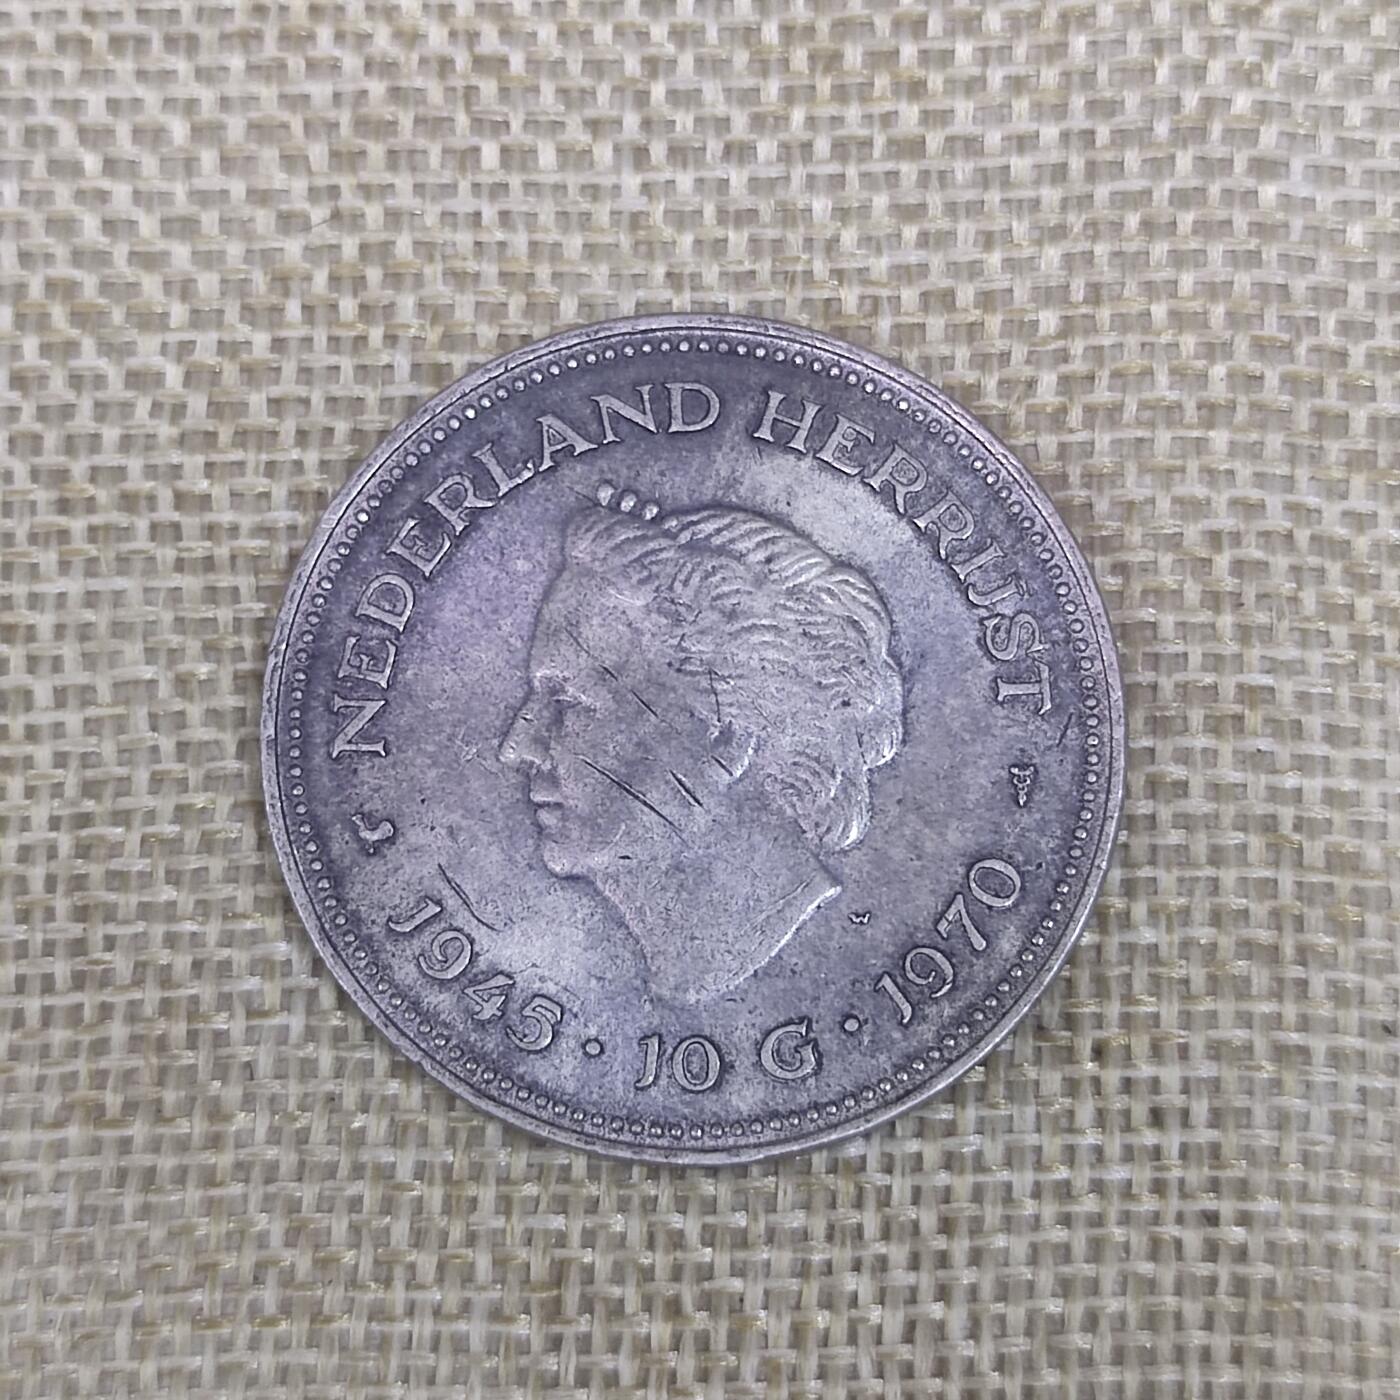 NEDERLAND HERRIJST
1945 · 10 G · 1970
w